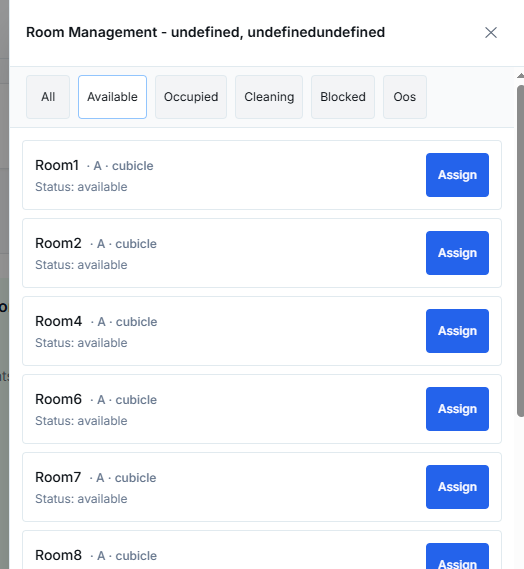 Room Management - undefined, undefinedundefined
All Available Occupied Cleaning Blocked Oos
Room1 · A · cubicle
Status: available
Assign
Room2 · A · cubicle
Status: available
Assign
Room4 · A · cubicle
Status: available
Assign
Room6 · A · cubicle
Status: available
Assign
Room7 · A · cubicle
Status: available
Assign
Room8 · A · cubicle
Assign